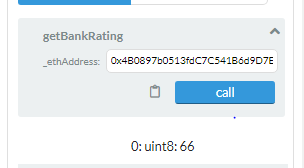 getBankRating
_ethAddress: 0x4B0897b0513fdC7C541B6d9D7E
call
0: uint8: 66